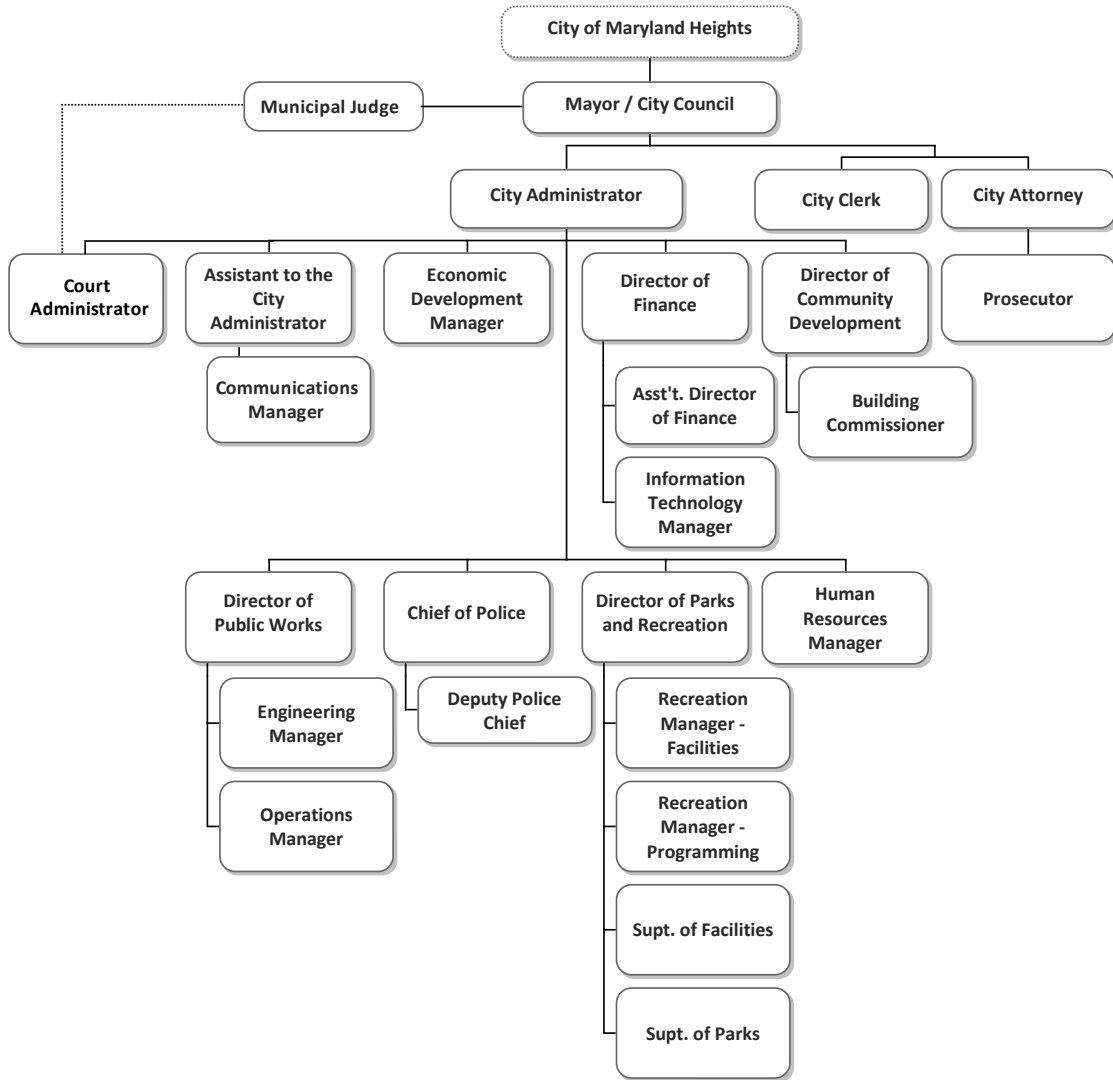 City of Maryland Heights
Municipal Judge
Mayor / City Council
City Administrator
City Clerk
City Attorney
Court
Administrator
Assistant to the
City
Administrator
Economic
Development
Manager
Director of
Finance
Director of
Community
Development
Prosecutor
Communications
Manager
Asst't. Director
of Finance
Building
Commissioner
Information
Technology
Manager
Director of
Public Works
Chief of Police
Director of Parks
and Recreation
Human
Resources
Manager
Engineering
Manager
Deputy Police
Chief
Recreation
Manager -
Facilities
Operations
Manager
Recreation
Manager -
Programming
Supt. of Facilities
Supt. of Parks